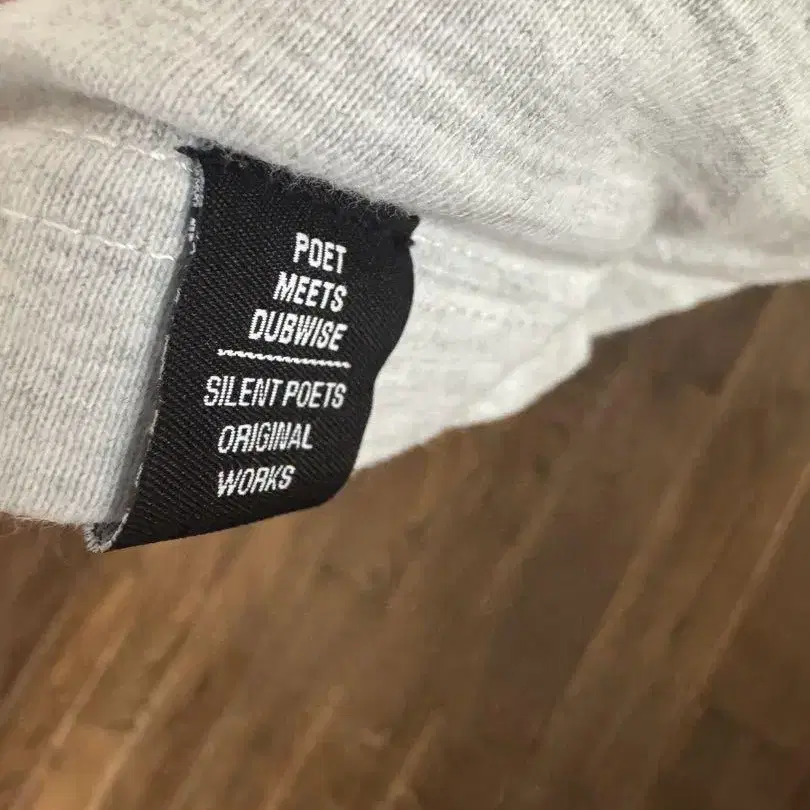 POET
MEETS
DUBWISE
SILENT POETS
ORIGINAL
WORKS